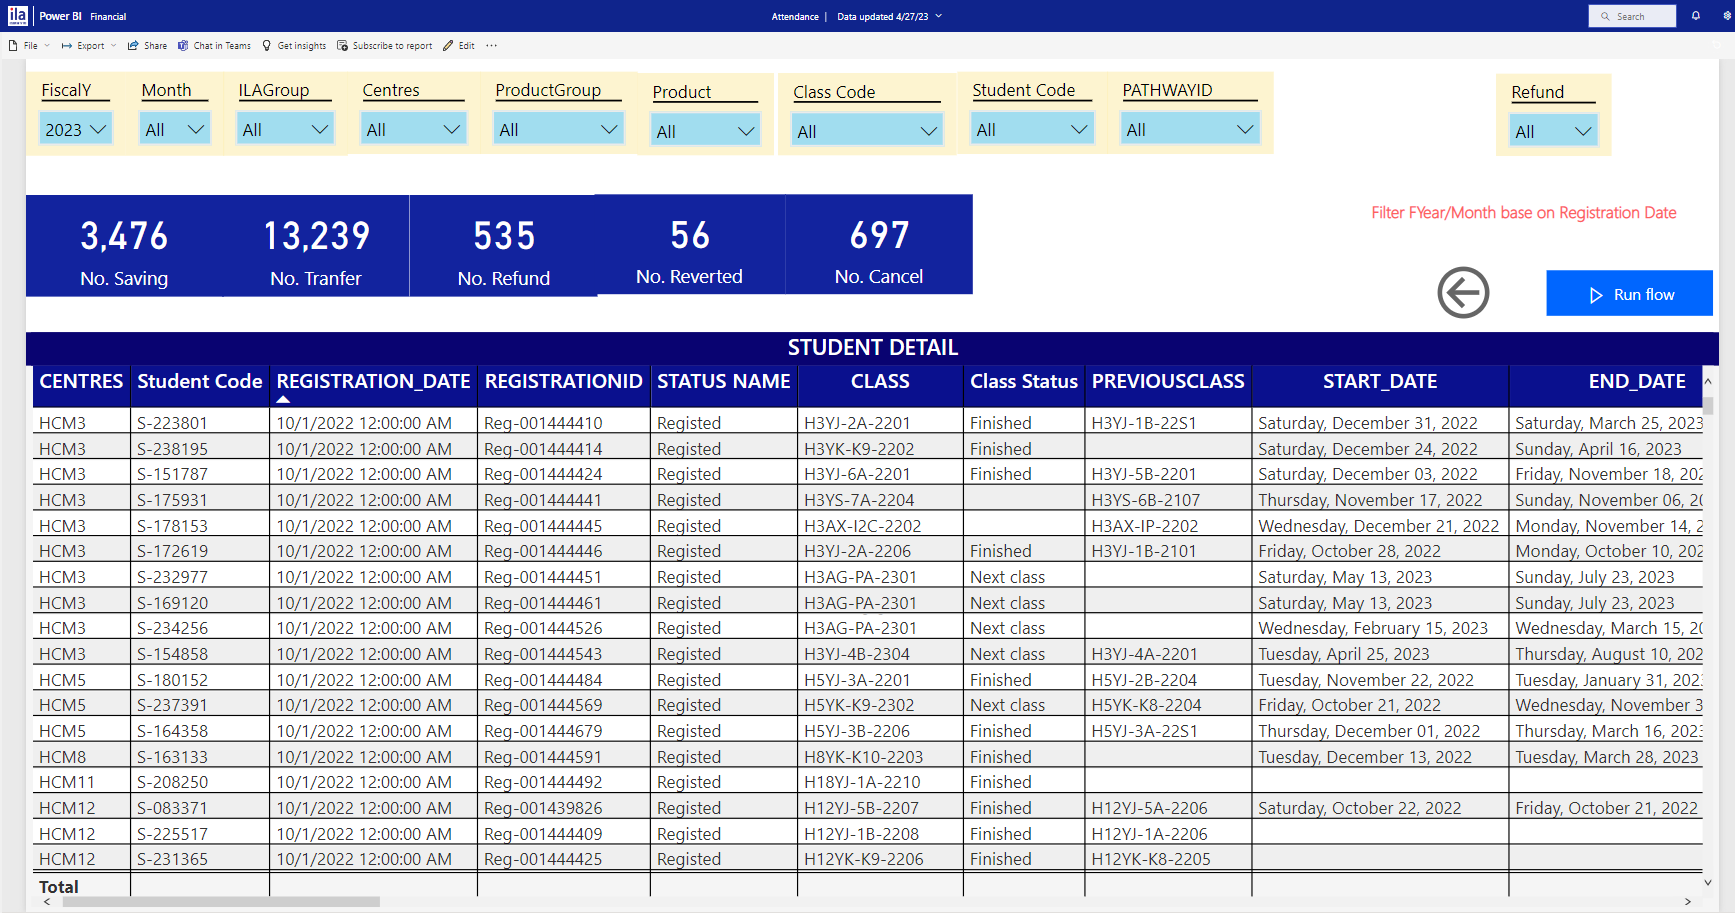 ila Power BI Financial Attendance | Data updated 4/27/23 Search
File Export Share Chat in Teams Get insights Subscribe to report Edit ...
FiscalY Month ILAGroup Centres ProductGroup Product Class Code Student Code PATHWAYID Refund
2023 All All All All All All All All All
3,476 13,239 535 56 697
No. Saving No. Tranfer No. Refund No. Reverted No. Cancel
Filter FYear/Month base on Registration Date
Run flow
STUDENT DETAIL
CENTRES Student Code REGISTRATION_DATE REGISTRATIONID STATUS NAME CLASS Class Status PREVIOUSCLASS START_DATE END_DATE
HCM3 S-223801 10/1/2022 12:00:00 AM Reg-001444410 Registed H3YJ-2A-2201 Finished H3YJ-1B-22S1 Saturday, December 31, 2022 Saturday, March 25, 2023
HCM3 S-238195 10/1/2022 12:00:00 AM Reg-001444414 Registed H3YK-K9-2202 Finished Saturday, December 24, 2022 Sunday, April 16, 2023
HCM3 S-151787 10/1/2022 12:00:00 AM Reg-001444424 Registed H3YJ-6A-2201 Finished H3YJ-5B-2201 Saturday, December 03, 2022 Friday, November 18, 202
HCM3 S-175931 10/1/2022 12:00:00 AM Reg-001444441 Registed H3YS-7A-2204 H3YS-6B-2107 Thursday, November 17, 2022 Sunday, November 06, 20
HCM3 S-178153 10/1/2022 12:00:00 AM Reg-001444445 Registed H3AX-I2C-2202 H3AX-IP-2202 Wednesday, December 21, 2022 Monday, November 14, 2
HCM3 S-172619 10/1/2022 12:00:00 AM Reg-001444446 Registed H3YJ-2A-2206 Finished H3YJ-1B-2101 Friday, October 28, 2022 Monday, October 10, 202
HCM3 S-232977 10/1/2022 12:00:00 AM Reg-001444451 Registed H3AG-PA-2301 Next class Saturday, May 13, 2023 Sunday, July 23, 2023
HCM3 S-169120 10/1/2022 12:00:00 AM Reg-001444461 Registed H3AG-PA-2301 Next class Saturday, May 13, 2023 Sunday, July 23, 2023
HCM3 S-234256 10/1/2022 12:00:00 AM Reg-001444526 Registed H3AG-PA-2301 Next class Wednesday, February 15, 2023 Wednesday, March 15, 20
HCM3 S-154858 10/1/2022 12:00:00 AM Reg-001444543 Registed H3YJ-4B-2304 Next class H3YJ-4A-2201 Tuesday, April 25, 2023 Thursday, August 10, 202
HCM5 S-180152 10/1/2022 12:00:00 AM Reg-001444484 Registed H5YJ-3A-2201 Finished H5YJ-2B-2204 Tuesday, November 22, 2022 Tuesday, January 31, 202
HCM5 S-237391 10/1/2022 12:00:00 AM Reg-001444569 Registed H5YK-K9-2302 Next class H5YK-K8-2204 Friday, October 21, 2022 Wednesday, November 3
HCM5 S-164358 10/1/2022 12:00:00 AM Reg-001444679 Registed H5YJ-3B-2206 Finished H5YJ-3A-22S1 Thursday, December 01, 2022 Thursday, March 16, 202
HCM8 S-163133 10/1/2022 12:00:00 AM Reg-001444591 Registed H8YK-K10-2203 Finished Tuesday, December 13, 2022 Tuesday, March 28, 2023
HCM11 S-208250 10/1/2022 12:00:00 AM Reg-001444492 Registed H18YJ-1A-2210 Finished
HCM12 S-083371 10/1/2022 12:00:00 AM Reg-001439826 Registed H12YJ-5B-2207 Finished H12YJ-5A-2206 Saturday, October 22, 2022 Friday, October 21, 2022
HCM12 S-225517 10/1/2022 12:00:00 AM Reg-001444409 Registed H12YJ-1B-2208 Finished H12YJ-1A-2206
HCM12 S-231365 10/1/2022 12:00:00 AM Reg-001444425 Registed H12YK-K9-2206 Finished H12YK-K8-2205
Total